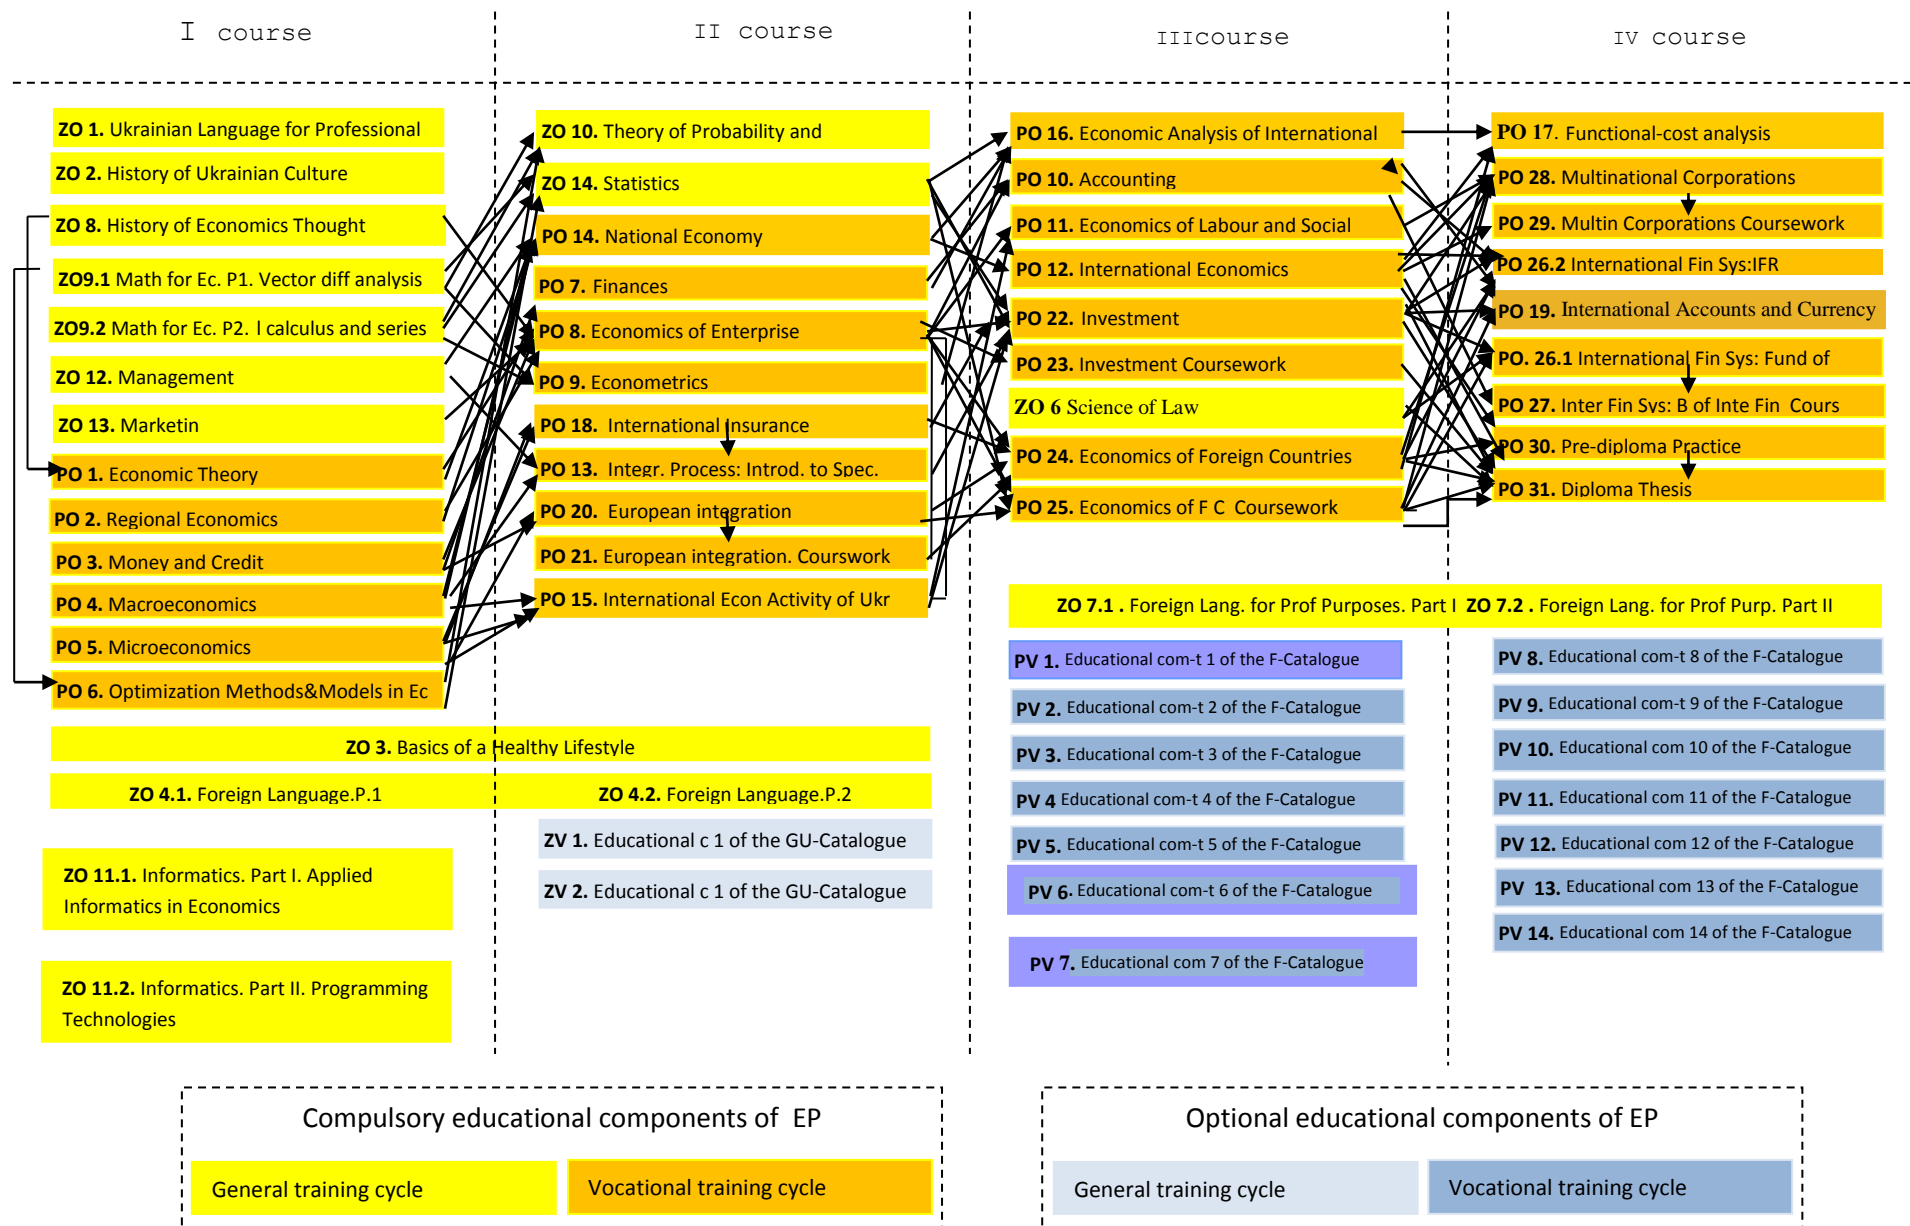 I course
II course
IIIcourse
IV course
ZO 1. Ukrainian Language for Professional
ZO 2. History of Ukrainian Culture
ZO 8. History of Economics Thought
ZO9.1 Math for Ec. P1. Vector diff analysis
ZO9.2 Math for Ec. P2. I calculus and series
ZO 12. Management
ZO 13. Marketin
PO 1. Economic Theory
PO 2. Regional Economics
PO 3. Money and Credit
PO 4. Macroeconomics
PO 5. Microeconomics
PO 6. Optimization Methods&Models in Ec
ZO 10. Theory of Probability and
ZO 14. Statistics
PO 14. National Economy
PO 7. Finances
PO 8. Economics of Enterprise
PO 9. Econometrics
PO 18. International Insurance
PO 13. Integr. Process: Introd. to Spec.
PO 20. European integration
PO 21. European integration. Courswork
PO 15. International Econ Activity of Ukr
PO 16. Economic Analysis of International
PO 10. Accounting
PO 11. Economics of Labour and Social
PO 12. International Economics
PO 22. Investment
PO 23. Investment Coursework
ZO 6 Science of Law
PO 24. Economics of Foreign Countries
PO 25. Economics of F C Coursework
PO 17. Functional-cost analysis
PO 28. Multinational Corporations
PO 29. Multin Corporations Coursework
PO 26.2 International Fin Sys:IFR
PO 19. International Accounts and Currency
PO. 26.1 International Fin Sys: Fund of
PO 27. Inter Fin Sys: B of Inte Fin Cours
PO 30. Pre-diploma Practice
PO 31. Diploma Thesis
ZO 3. Basics of a Healthy Lifestyle
ZO 4.1. Foreign Language.P.1
ZO 4.2. Foreign Language.P.2
ZV 1. Educational c 1 of the GU-Catalogue
ZV 2. Educational c 1 of the GU-Catalogue
ZO 11.1. Informatics. Part I. Applied
Informatics in Economics
ZO 11.2. Informatics. Part II. Programming
Technologies
ZO 7.1 . Foreign Lang. for Prof Purposes. Part I
ZO 7.2 . Foreign Lang. for Prof Purp. Part II
PV 1. Educational com-t 1 of the F-Catalogue
PV 2. Educational com-t 2 of the F-Catalogue
PV 3. Educational com-t 3 of the F-Catalogue
PV 4 Educational com-t 4 of the F-Catalogue
PV 5. Educational com-t 5 of the F-Catalogue
PV 6. Educational com-t 6 of the F-Catalogue
PV 7. Educational com 7 of the F-Catalogue
PV 8. Educational com-t 8 of the F-Catalogue
PV 9. Educational com-t 9 of the F-Catalogue
PV 10. Educational com 10 of the F-Catalogue
PV 11. Educational com 11 of the F-Catalogue
PV 12. Educational com 12 of the F-Catalogue
PV 13. Educational com 13 of the F-Catalogue
PV 14. Educational com 14 of the F-Catalogue
Compulsory educational components of EP
General training cycle
Vocational training cycle
Optional educational components of EP
General training cycle
Vocational training cycle